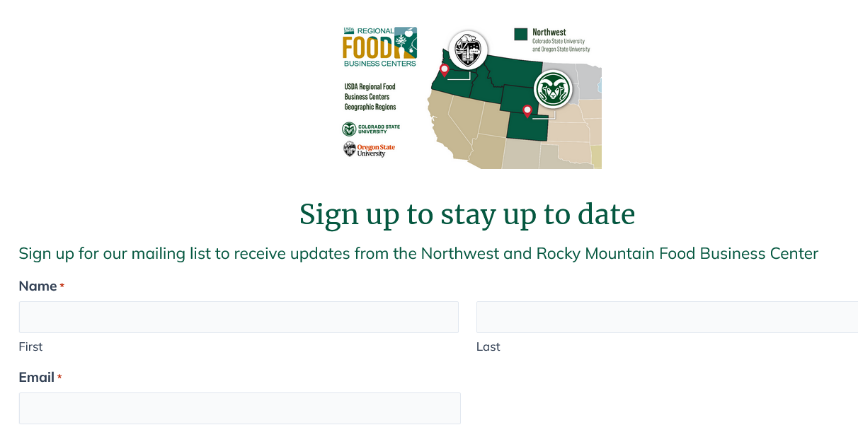 USDA REGIONAL
FOOD
BUSINESS CENTERS
Northwest
Colorado State University
and Oregon State University
USDA Regional Food
Business Centers
Geographic Regions
COLORADO STATE
UNIVERSITY
Oregon State
University
Sign up to stay up to date
Sign up for our mailing list to receive updates from the Northwest and Rocky Mountain Food Business Center
Name *
First
Last
Email *